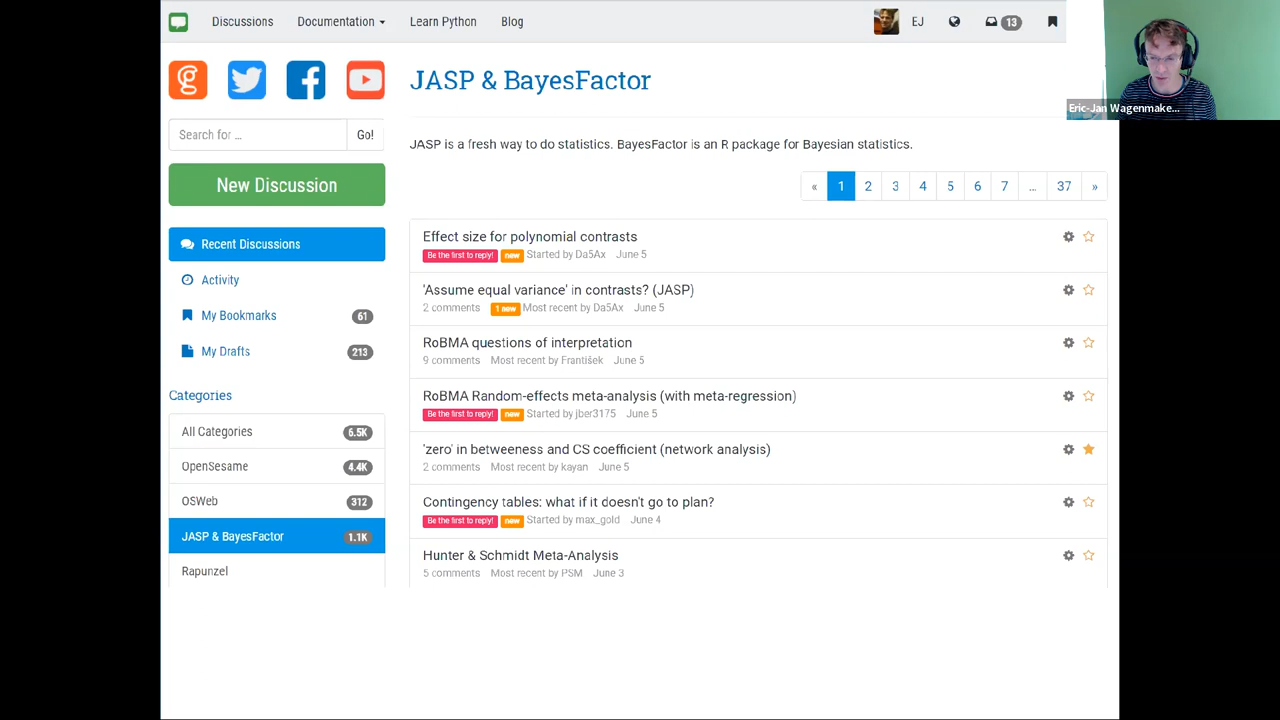 Discussions Documentation Learn Python Blog EJ 13
Eric-Jan Wagenmake...
JASP & BayesFactor
Search for ... Go!
JASP is a fresh way to do statistics. BayesFactor is an R package for Bayesian statistics.
New Discussion
« 1 2 3 4 5 6 7 ... 37 »
Recent Discussions
Activity
My Bookmarks 61
My Drafts 213
Categories
All Categories 6.5K
OpenSesame 4.4K
OSWeb 312
JASP & BayesFactor 1.1K
Rapunzel
Effect size for polynomial contrasts
Be the first to reply! new Started by Da5Ax June 5
'Assume equal variance' in contrasts? (JASP)
2 comments 1 new Most recent by Da5Ax June 5
RoBMA questions of interpretation
9 comments Most recent by František June 5
RoBMA Random-effects meta-analysis (with meta-regression)
Be the first to reply! new Started by jber3175 June 5
'zero' in betweeness and CS coefficient (network analysis)
2 comments Most recent by kayan June 5
Contingency tables: what if it doesn't go to plan?
Be the first to reply! new Started by max_gold June 4
Hunter & Schmidt Meta-Analysis
5 comments Most recent by PSM June 3